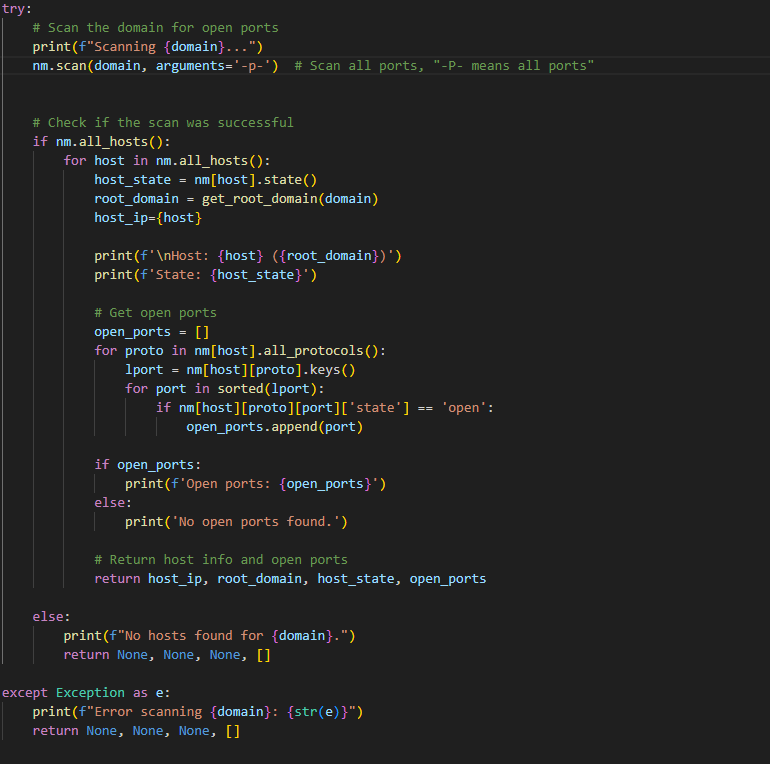 try:
    # Scan the domain for open ports
    print(f"Scanning {domain}...")
    nm.scan(domain, arguments='-p-')  # Scan all ports, "-P- means all ports"
    # Check if the scan was successful
    if nm.all_hosts():
        for host in nm.all_hosts():
            host_state = nm[host].state()
            root_domain = get_root_domain(domain)
            host_ip={host}
            print(f'\nHost: {host} ({root_domain})')
            print(f'State: {host_state}')
            # Get open ports
            open_ports = []
            for proto in nm[host].all_protocols():
                lport = nm[host][proto].keys()
                for port in sorted(lport):
                    if nm[host][proto][port]['state'] == 'open':
                        open_ports.append(port)
            if open_ports:
                print(f'Open ports: {open_ports}')
            else:
                print('No open ports found.')
            # Return host info and open ports
            return host_ip, root_domain, host_state, open_ports
    else:
        print(f"No hosts found for {domain}.")
        return None, None, None, []
except Exception as e:
    print(f"Error scanning {domain}: {str(e)}")
    return None, None, None, []